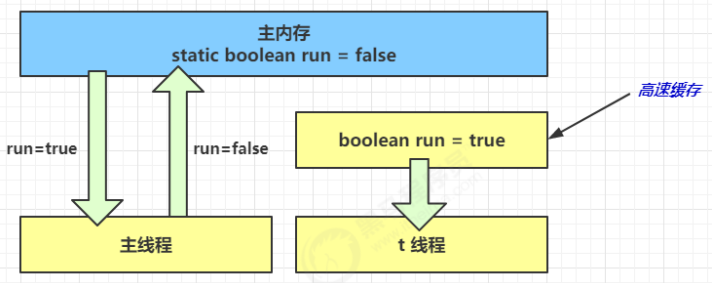 主内存
static boolean run = false
高速缓存
run=true
run=false
boolean run = true
主线程
t 线程